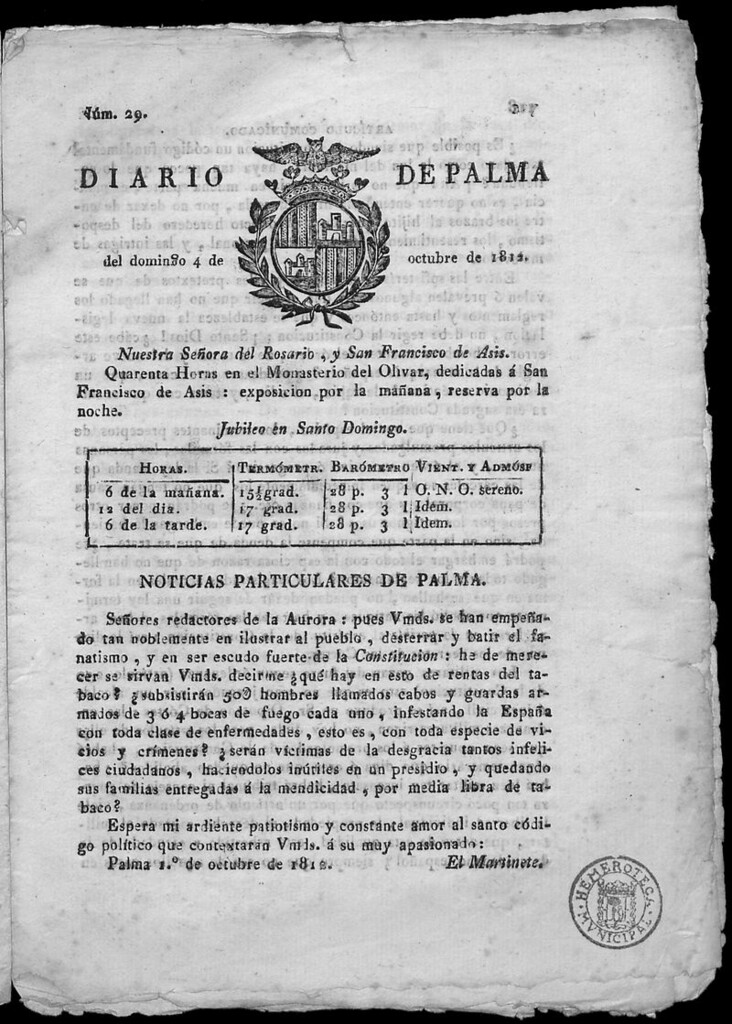 Núm. 29.
DIARIO DE PALMA
del domingo 4 de octubre de 1812.
Nuestra Señora del Rosario, y San Francisco de Asis.
Quarenta Horas en el Monasterio del Olivar, dedicadas á San
Francisco de Asis : exposicion por la mañana, reserva por la
noche.
Jubileo en Santo Domingo.
HORAS. TERMÓMETR. BARÓMETRO VIENT. Y ADMÓSF
6 de la mañana. 15½ grad. 28 p. 3 l O. N. O. sereno.
12 del dia. 17 grad. 28 p. 3 l Idem.
6 de la tarde. 17 grad. 28 p. 3 l Idem.
NOTICIAS PARTICULARES DE PALMA.
Señores redactores de la Aurora : pues Vmds. se han empeña-
do tan noblemente en ilustrar al pueblo, desterrar y batir el fa-
natismo, y en ser escudo fuerte de la Constitucion : he de mere-
cer se sirvan Vmds. decirme ¿qué hay en esto de rentas del ta-
baco? ¿subsistirán 50@ hombres llamados cabos y guardas ar-
mados de 3 ó 4 bocas de fuego cada uno, infestando la España
con toda clase de enfermedades, esto es, con toda especie de vi-
cios y crímenes? ¿serán víctimas de la desgracia tantos infeli-
ces ciudadanos, haciendolos inútiles en un presidio, y quedando
sus familias entregadas á la mendicidad, por media libra de ta-
baco?
Espera mi ardiente patiotismo y constante amor al santo códi-
go político que contextarán Vmds. á su muy apasionado:
Palma 1.º de octubre de 1812. El Martinete.
HEMEROTECA MVNICIPAL